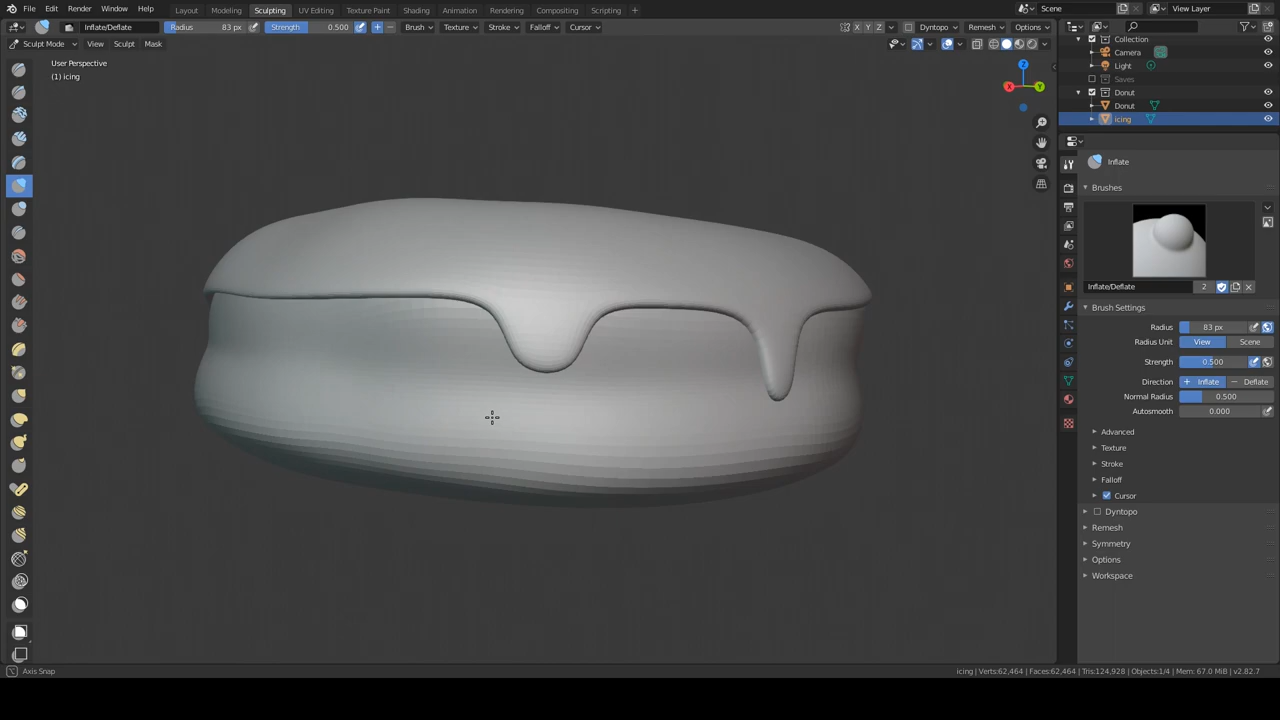 File Edit Render Window Help Layout Modeling Sculpting UV Editing Texture Paint Shading Animation Rendering Compositing Scripting + Scene View Layer
Inflate/Deflate Radius 83 px Strength 0.500 Brush Texture Stroke Falloff Cursor X Y Z Dyntopo Remesh Options
Sculpt Mode View Sculpt Mask
User Perspective
(1) icing
Z
X
Y
Collection
Camera
Light
Saves
Donut
Donut
icing
Inflate
Brushes
Inflate/Deflate 2
Brush Settings
Radius 83 px
Radius Unit View Scene
Strength 0.500
Direction + Inflate − Deflate
Normal Radius 0.500
Autosmooth 0.000
Advanced
Texture
Stroke
Falloff
Cursor
Dyntopo
Remesh
Symmetry
Options
Workspace
Axis Snap icing | Verts:62,464 | Faces:62,464 | Tris:124,928 | Objects:1/4 | Mem: 67.0 MiB | v2.82.7